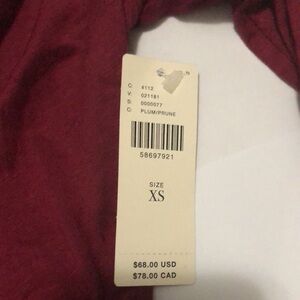 C 4112
V. 021181
S. 0000077
C. PLUM/PRUNE
58697921
SIZE
XS
$68.00 USD
$78.00 CAD